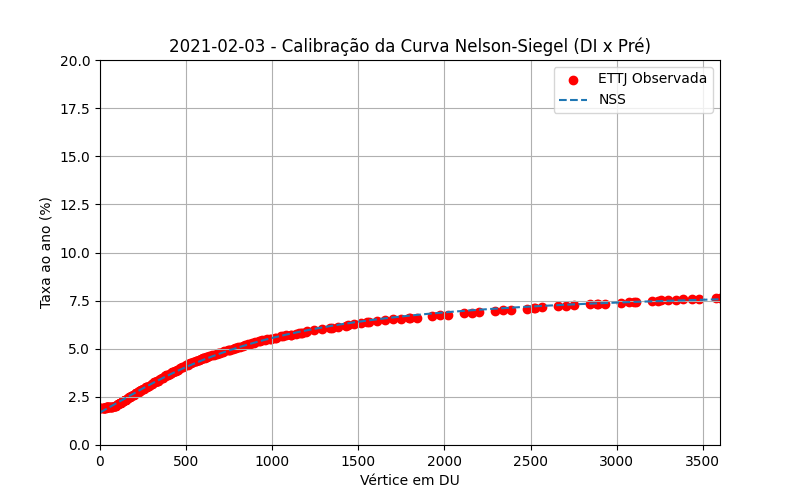 2021-02-03 - Calibração da Curva Nelson-Siegel (DI x Pré)
20.0
17.5
15.0
12.5
10.0
7.5
5.0
2.5
0.0
Taxa ao ano (%)
ETTJ Observada
NSS
0 500 1000 1500 2000 2500 3000 3500
Vértice em DU